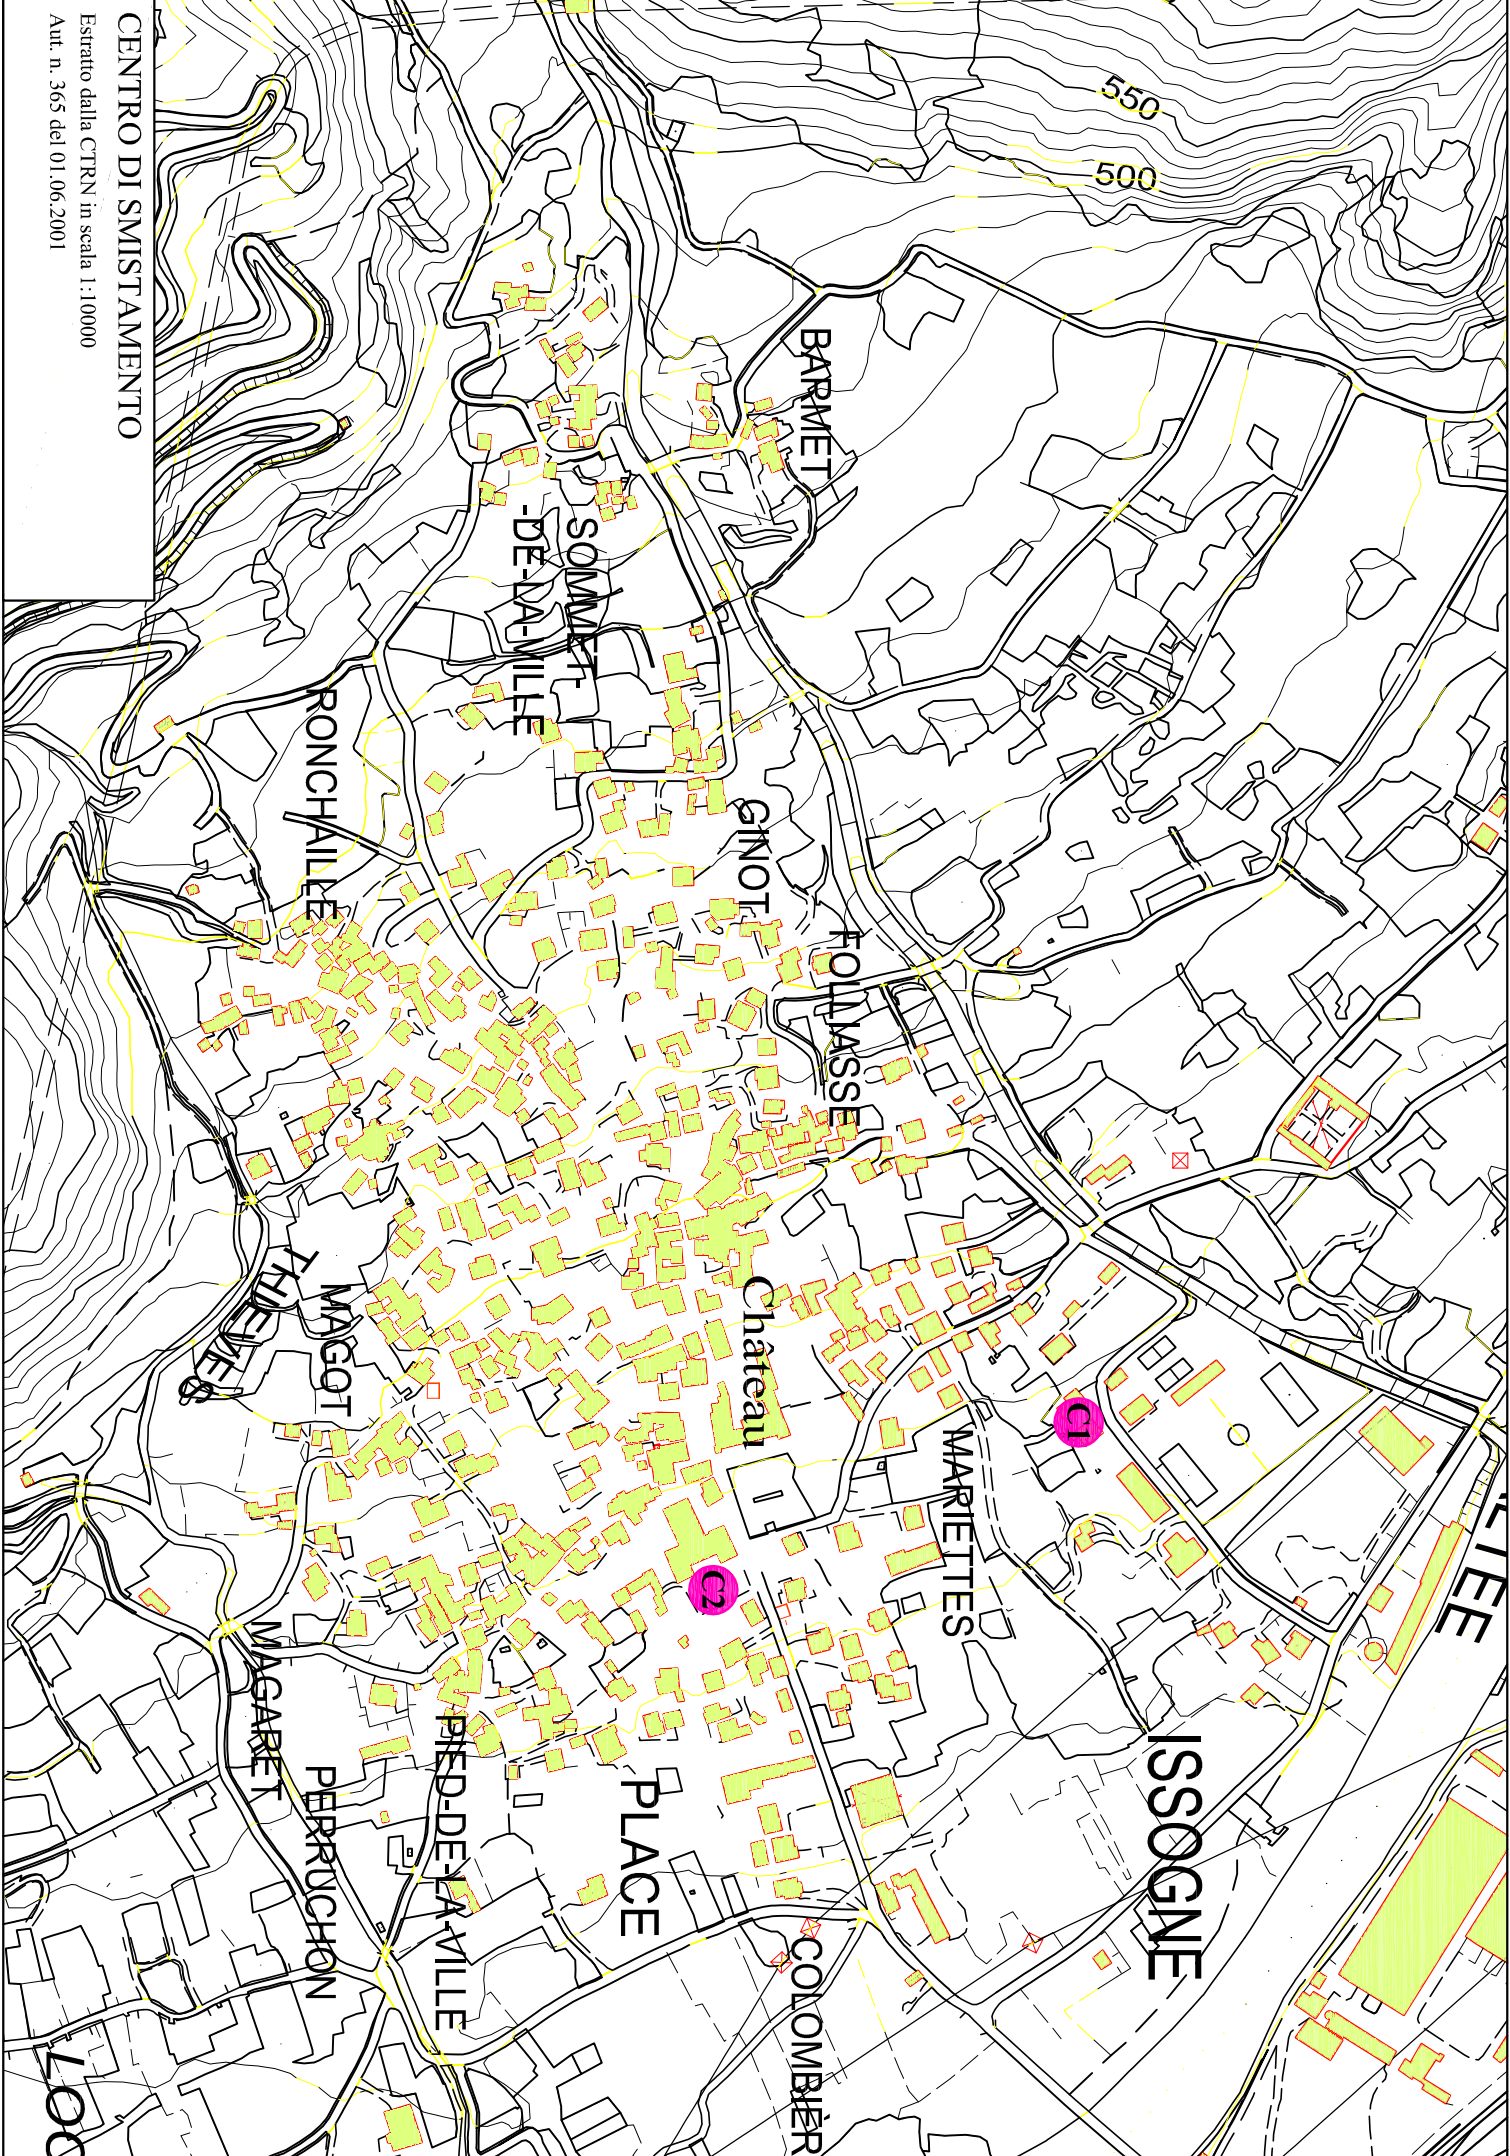 CENTRO DI SMISTAMENTO
Estratto dalla CTRN in scala 1:10000
Aut. n. 365 del 01.06.2001
550
500
BARMET
SOMMET-
-DE-LA-VILLE
RONCHAILLE
GINOT
FOLLIASSE
Château
MAGOT
THIEVES
C1
MARIETTES
C2
ISSOGNE
PLACE
MAGARET
PERRUCHON
PIED-DE-LA-VILLE
COLOMBIÈR